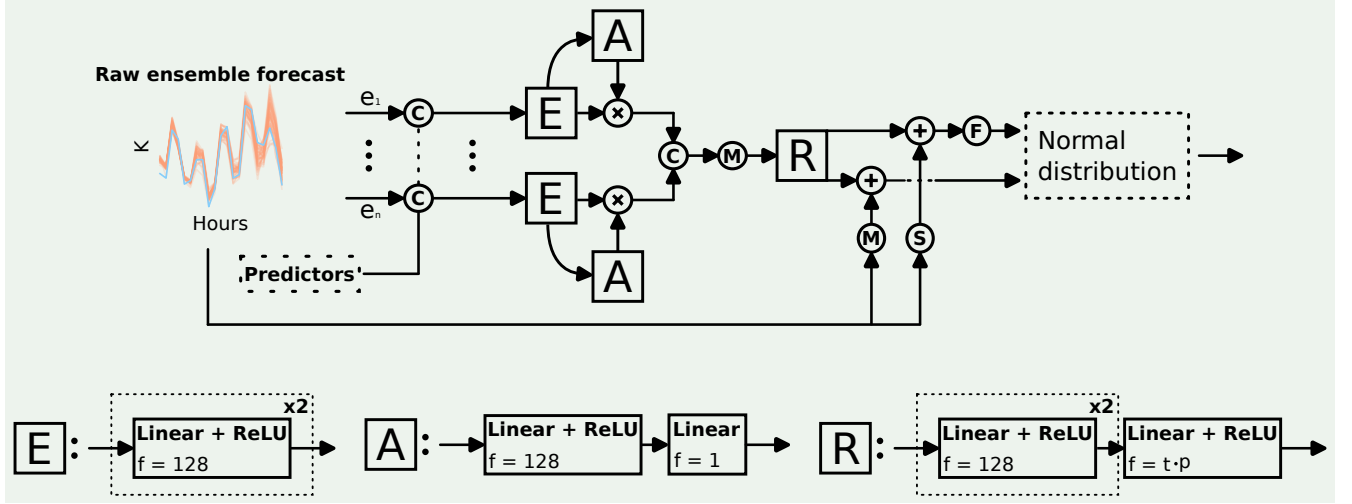 Raw ensemble forecast
K
Hours
Predictors
e₁
eₙ
C
C
E
E
A
A
×
×
C
M
R
+
+
F
M
S
Normal
distribution
E:
x2
Linear + ReLU
f = 128
A:
Linear + ReLU
f = 128
Linear
f = 1
R:
x2
Linear + ReLU
f = 128
Linear + ReLU
f = t·p